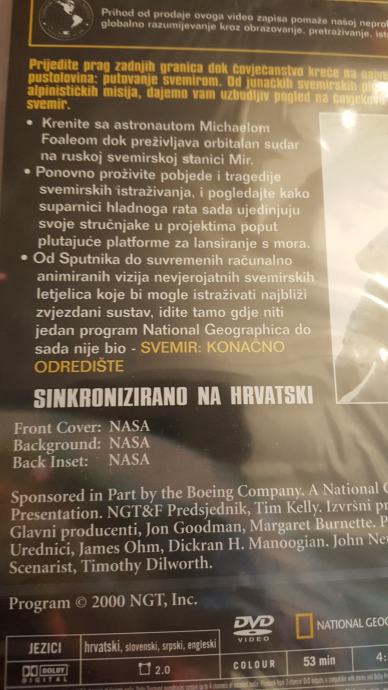 Prihod od prodaje ovoga video zapisa pomaže našoj
globalno razumijevanje kroz obrazovanje, pretraživanje,
Prijeđite prag zadnjih granica dok čovječanstvo kreće na
pustolovina: putovanje svemirom. Od junačkih svemirskih
alpinističkih misija, dajemo vam uzbudljiv pogled na
svemir.
• Krenite sa astronautom Michaelom
Foaleom dok preživljava orbitalan sudar
na ruskoj svemirskoj stanici Mir.
• Ponovno proživite pobjede i tragedije
svemirskih istraživanja, i pogledajte kako
suparnici hladnoga rata sada ujedinjuju
svoje stručnjake u projektima poput
plutajuće platforme za lansiranje s mora.
• Od Sputnika do suvremenih računalno
animiranih vizija nevjerojatnih svemirskih
letjelica koje bi mogle istraživati najbliži
zvjezdani sustav, idite tamo gdje niti
jedan program National Geographica do
sada nije bio - SVEMIR: KONAČNO
ODREDIŠTE
SINKRONIZIRANO NA HRVATSKI
Front Cover: NASA
Background: NASA
Back Inset: NASA
Sponsored in Part by the Boeing Company. A National
Presentation. NGT&F Predsjednik, Tim Kelly. Izvršni
Glavni producenti, Jon Goodman, Margaret Burnette.
Urednici, James Ohm, Dickran H. Manoogian. John
Scenarist, Timothy Dilworth.
Program © 2000 NGT, Inc.
DVD
VIDEO
NATIONAL
JEZICI hrvatski, slovenski, srpski, engleski
DOLBY
DIGITAL
2.0 COLOUR 53 min 4: